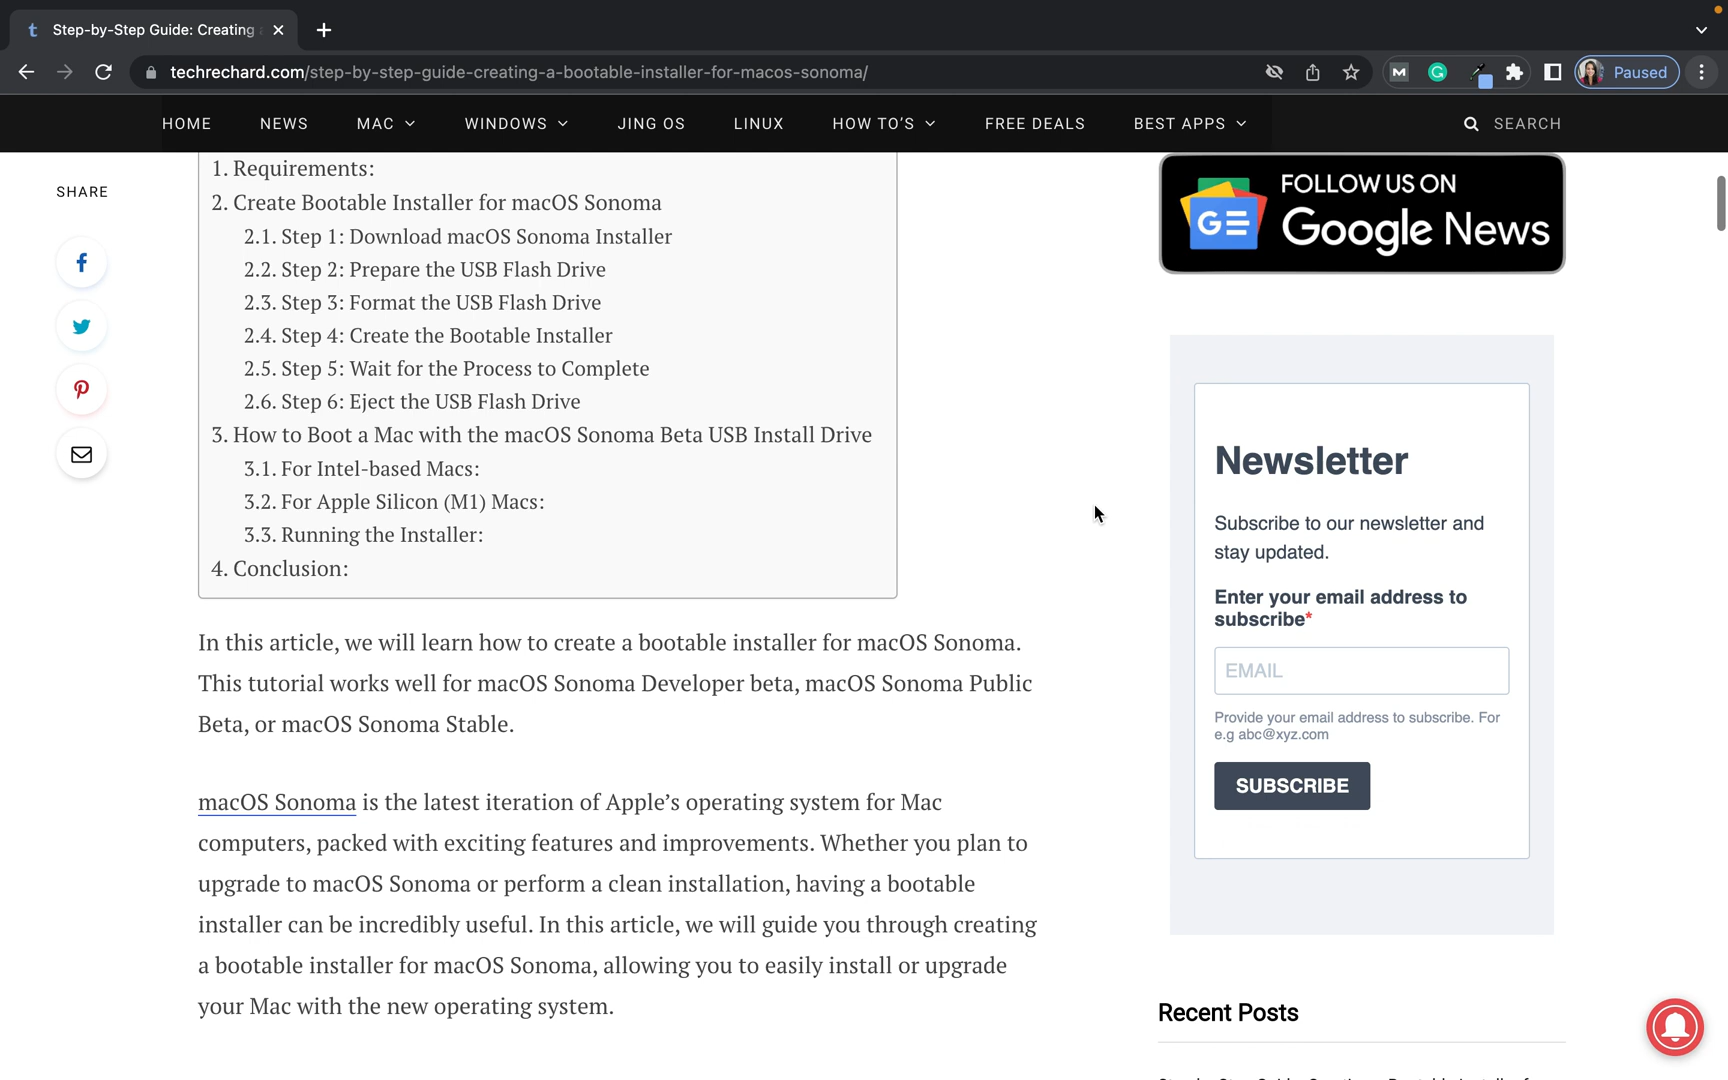 Step-by-Step Guide: Creating
techrechard.com/step-by-step-guide-creating-a-bootable-installer-for-macos-sonoma/
Paused
HOME NEWS MAC WINDOWS JING OS LINUX HOW TO'S FREE DEALS BEST APPS SEARCH
SHARE
1. Requirements:
2. Create Bootable Installer for macOS Sonoma
2.1. Step 1: Download macOS Sonoma Installer
2.2. Step 2: Prepare the USB Flash Drive
2.3. Step 3: Format the USB Flash Drive
2.4. Step 4: Create the Bootable Installer
2.5. Step 5: Wait for the Process to Complete
2.6. Step 6: Eject the USB Flash Drive
3. How to Boot a Mac with the macOS Sonoma Beta USB Install Drive
3.1. For Intel-based Macs:
3.2. For Apple Silicon (M1) Macs:
3.3. Running the Installer:
4. Conclusion:
In this article, we will learn how to create a bootable installer for macOS Sonoma.
This tutorial works well for macOS Sonoma Developer beta, macOS Sonoma Public
Beta, or macOS Sonoma Stable.
macOS Sonoma is the latest iteration of Apple's operating system for Mac
computers, packed with exciting features and improvements. Whether you plan to
upgrade to macOS Sonoma or perform a clean installation, having a bootable
installer can be incredibly useful. In this article, we will guide you through creating
a bootable installer for macOS Sonoma, allowing you to easily install or upgrade
your Mac with the new operating system.
FOLLOW US ON
Google News
Newsletter
Subscribe to our newsletter and
stay updated.
Enter your email address to
subscribe*
EMAIL
Provide your email address to subscribe. For
e.g abc@xyz.com
SUBSCRIBE
Recent Posts